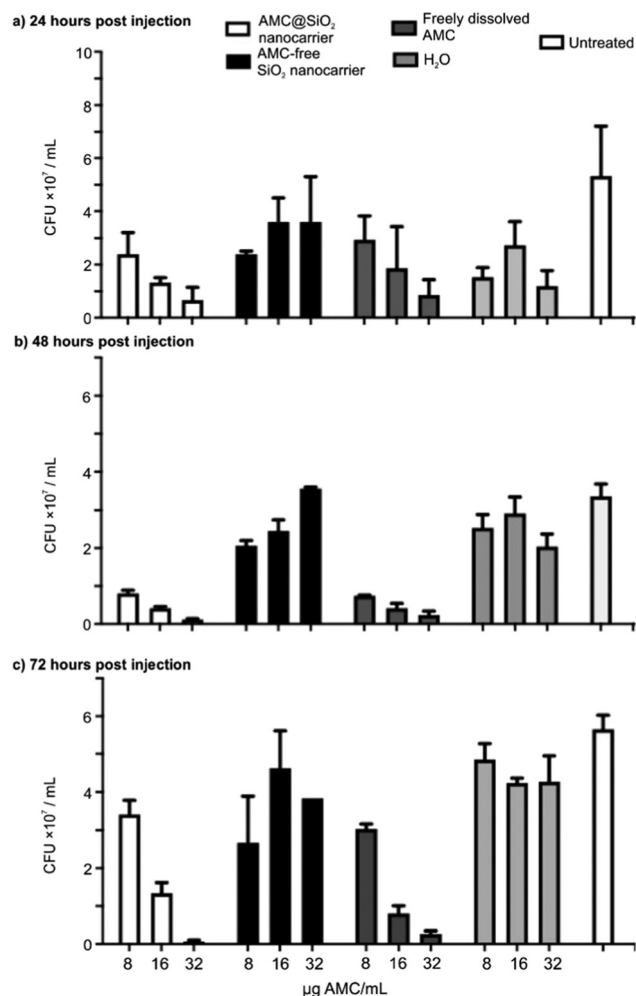 a) 24 hours post injection
AMC@SiO₂
nanocarrier
AMC-free
SiO₂ nanocarrier
Freely dissolved
AMC
H₂O
Untreated
CFU ×10⁷ / mL
10
8
6
4
2
0
b) 48 hours post injection
CFU ×10⁷ / mL
6
4
2
0
c) 72 hours post injection
CFU ×10⁷ / mL
6
4
2
0
8 16 32 8 16 32 8 16 32 8 16 32
µg AMC/mL